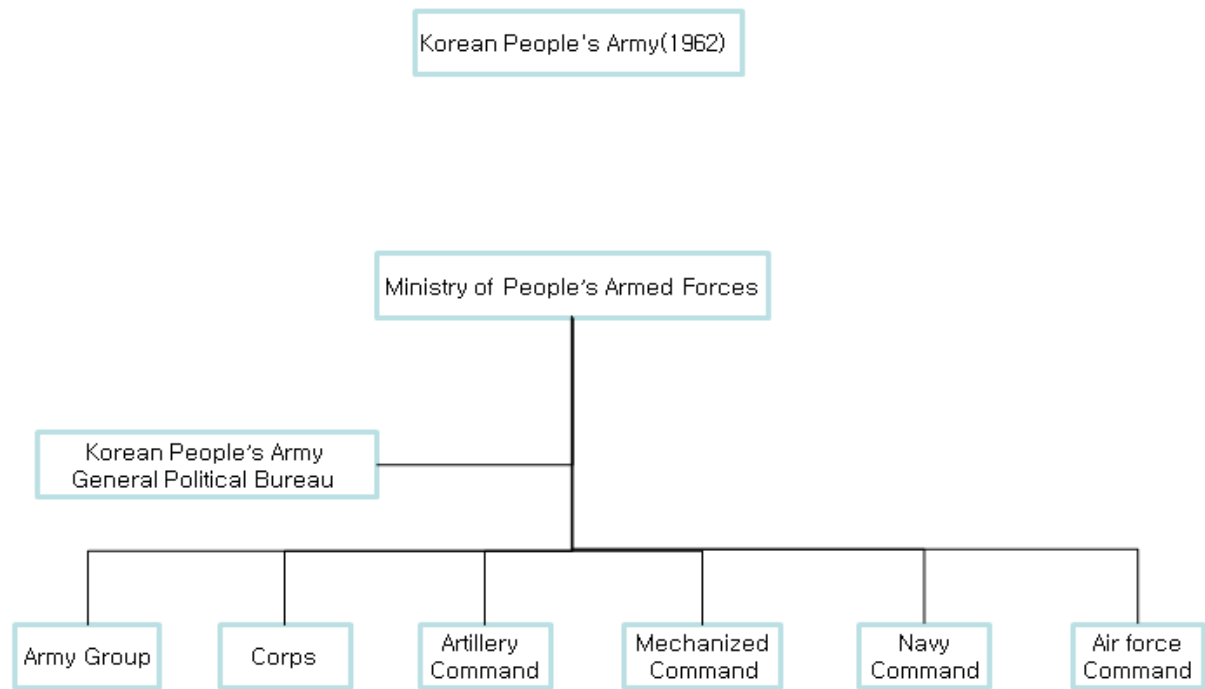 Korean People's Army(1962)
Ministry of People's Armed Forces
Korean People's Army
General Political Bureau
Army Group
Corps
Artillery
Command
Mechanized
Command
Navy
Command
Air force
Command